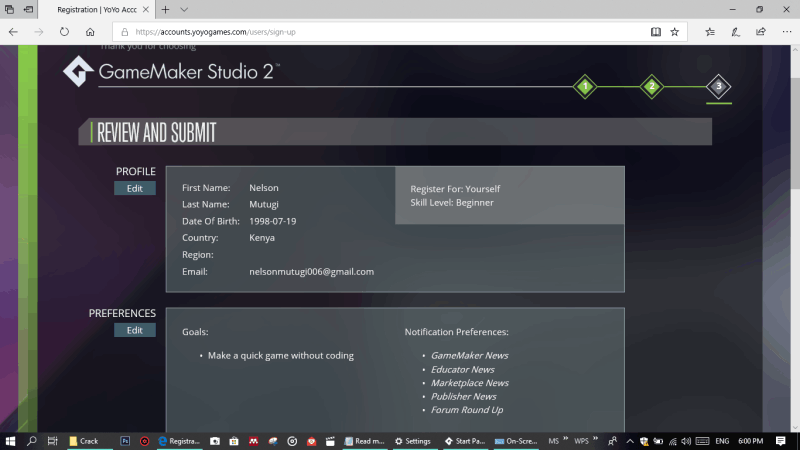 Registration | YoYo Acco
https://accounts.yoyogames.com/users/sign-up
Thank you for choosing
GameMaker Studio 2™
1 2 3
REVIEW AND SUBMIT
PROFILE
Edit
First Name: Nelson
Last Name: Mutugi
Date Of Birth: 1998-07-19
Country: Kenya
Region:
Email: nelsonmutugi006@gmail.com
Register For: Yourself
Skill Level: Beginner
PREFERENCES
Edit
Goals:
• Make a quick game without coding
Notification Preferences:
• GameMaker News
• Educator News
• Marketplace News
• Publisher News
• Forum Round Up
Crack Ps Registra... Read m... Settings Start Pa... On-Scre... MS » WPS » ENG 6:00 PM